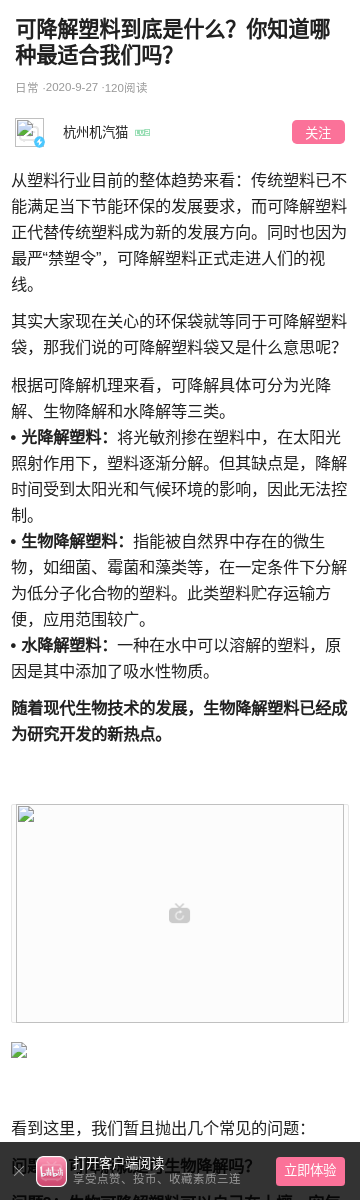 可降解塑料到底是什么？你知道哪
种最适合我们吗？
日常 ·2020-9-27 ·120阅读
杭州机汽猫
关注
从塑料行业目前的整体趋势来看：传统塑料已不
能满足当下节能环保的发展要求，而可降解塑料
正代替传统塑料成为新的发展方向。同时也因为
最严“禁塑令”，可降解塑料正式走进人们的视
线。
其实大家现在关心的环保袋就等同于可降解塑料
袋，那我们说的可降解塑料袋又是什么意思呢？
根据可降解机理来看，可降解具体可分为光降
解、生物降解和水降解等三类。
• 光降解塑料：将光敏剂掺在塑料中，在太阳光
照射作用下，塑料逐渐分解。但其缺点是，降解
时间受到太阳光和气候环境的影响，因此无法控
制。
• 生物降解塑料：指能被自然界中存在的微生
物，如细菌、霉菌和藻类等，在一定条件下分解
为低分子化合物的塑料。此类塑料贮存运输方
便，应用范围较广。
• 水降解塑料：一种在水中可以溶解的塑料，原
因是其中添加了吸水性物质。
随着现代生物技术的发展，生物降解塑料已经成
为研究开发的新热点。
看到这里，我们暂且抛出几个常见的问题：
打开客户端阅读
享受点赞、投币、收藏素质三连
立即体验